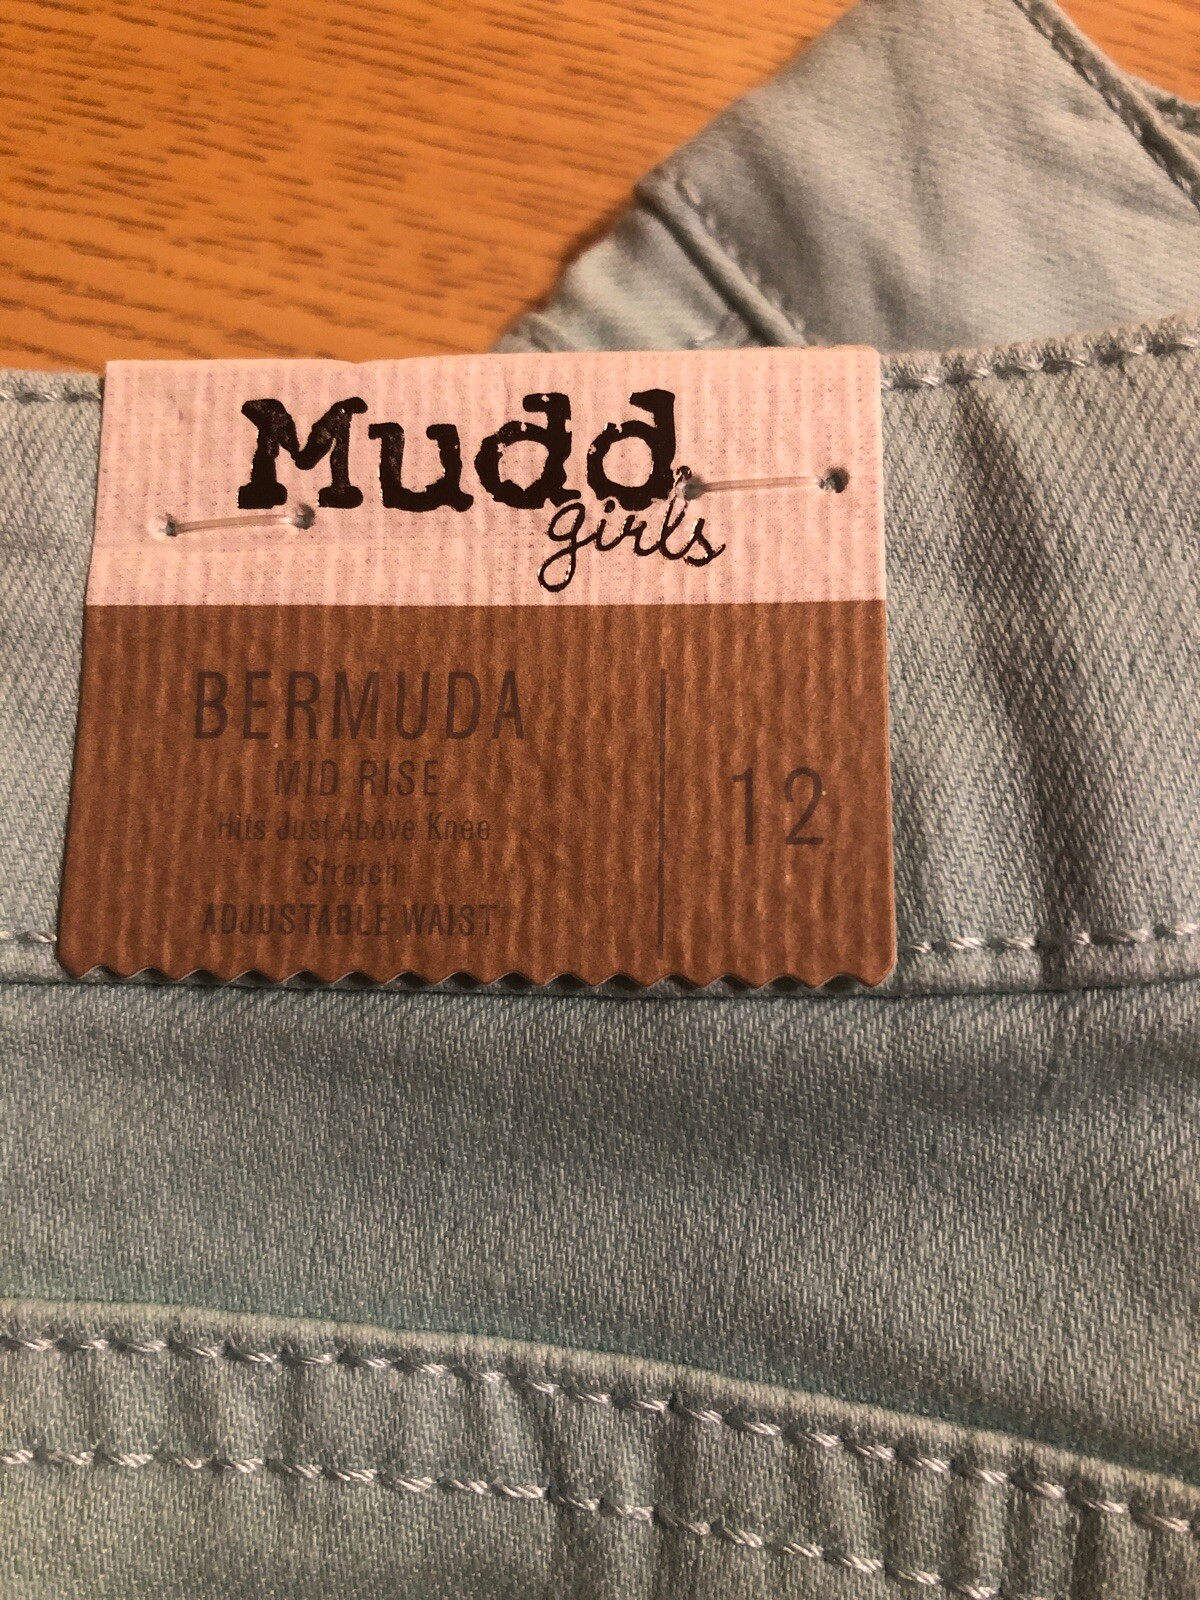 Mudd
girls
BERMUDA
MID RISE
Hits Just Above Knee
Stretch
ADJUSTABLE WAIST
12